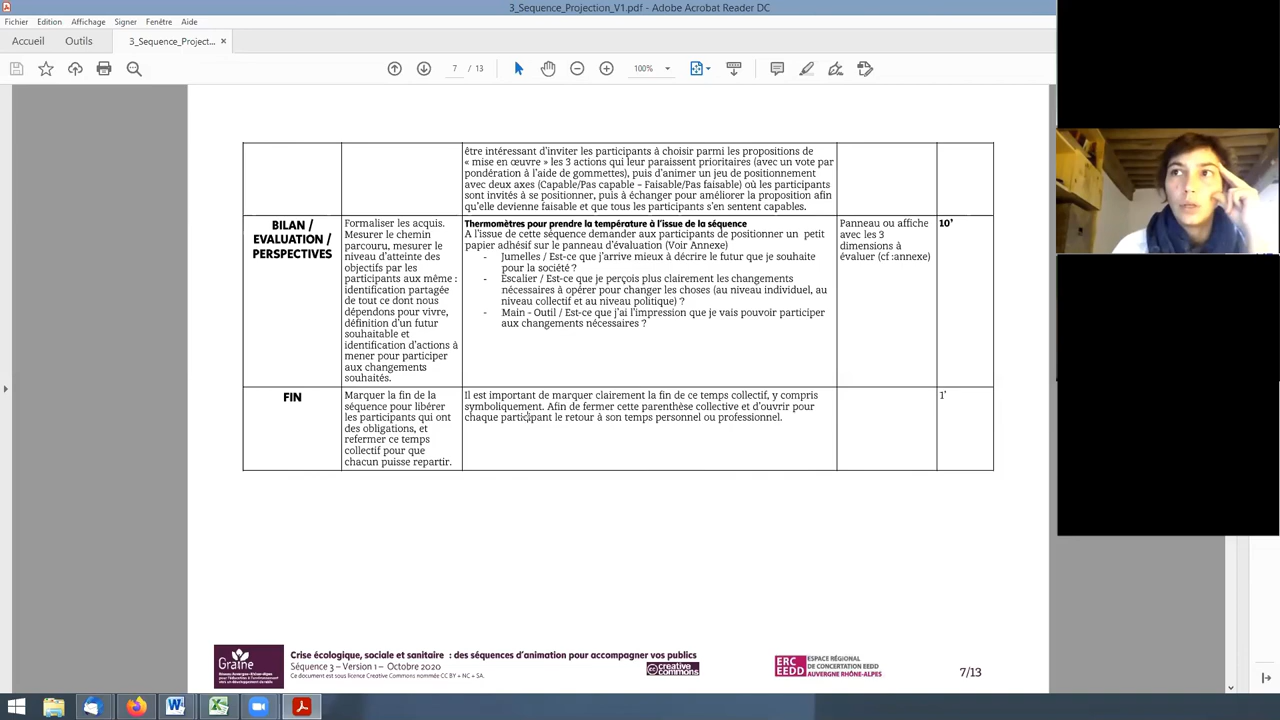 3_Sequence_Projection_V1.pdf - Adobe Acrobat Reader DC
Fichier Edition Affichage Signer Fenêtre Aide
Accueil Outils 3_Sequence_Project... ×
7 / 13 100%
être intéressant d'inviter les participants à choisir parmi les propositions de
« mise en œuvre » les 3 actions qui leur paraissent prioritaires (avec un vote par
pondération à l'aide de gommettes), puis d'animer un jeu de positionnement
avec deux axes (Capable/Pas capable – Faisable/Pas faisable) où les participants
sont invités à se positionner, puis à échanger pour améliorer la proposition afin
qu'elle devienne faisable et que tous les participants s'en sentent capables.
BILAN /
EVALUATION /
PERSPECTIVES
Formaliser les acquis.
Mesurer le chemin
parcouru, mesurer le
niveau d'atteinte des
objectifs par les
participants aux même :
identification partagée
de tout ce dont nous
dépendons pour vivre,
définition d'un futur
souhaitable et
identification d'actions à
mener pour participer
aux changements
souhaités.
Thermomètres pour prendre la température à l'issue de la séquence
A l'issue de cette séquence demander aux participants de positionner un petit
papier adhésif sur le panneau d'évaluation (Voir Annexe)
- Jumelles / Est-ce que j'arrive mieux à décrire le futur que je souhaite
pour la société ?
- Escalier / Est-ce que je perçois plus clairement les changements
nécessaires à opérer pour changer les choses (au niveau individuel, au
niveau collectif et au niveau politique) ?
- Main - Outil / Est-ce que j'ai l'impression que je vais pouvoir participer
aux changements nécessaires ?
Panneau ou affiche
avec les 3
dimensions à
évaluer (cf :annexe)
10'
FIN
Marquer la fin de la
séquence pour libérer
les participants qui ont
des obligations, et
refermer ce temps
collectif pour que
chacun puisse repartir.
Il est important de marquer clairement la fin de ce temps collectif, y compris
symboliquement. Afin de fermer cette parenthèse collective et d'ouvrir pour
chaque participant le retour à son temps personnel ou professionnel.
1'
Graine
Crise écologique, sociale et sanitaire : des séquences d'animation pour accompagner vos publics
Séquence 3 – Version 1 – Octobre 2020
Ce document est sous licence Creative Commons nommée CC BY + NC + SA.
creative
commons
ERC
EEDD
ESPACE RÉGIONAL
DE CONCERTATION EEDD
AUVERGNE RHÔNE-ALPES
7/13